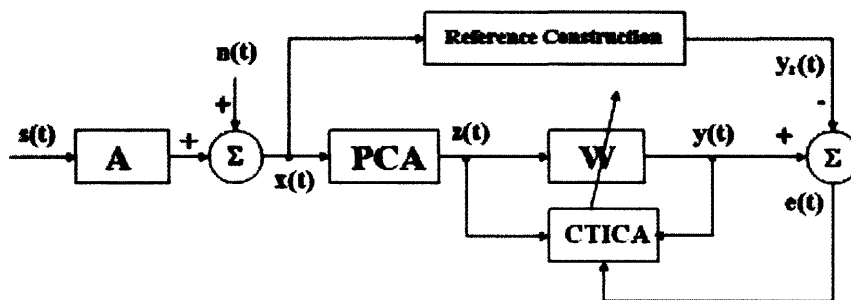 Reference Construction
n(t)
yᵣ(t)
+
-
s(t)
A
+
Σ
x(t)
PCA
z(t)
W
y(t)
+
Σ
e(t)
CTICA